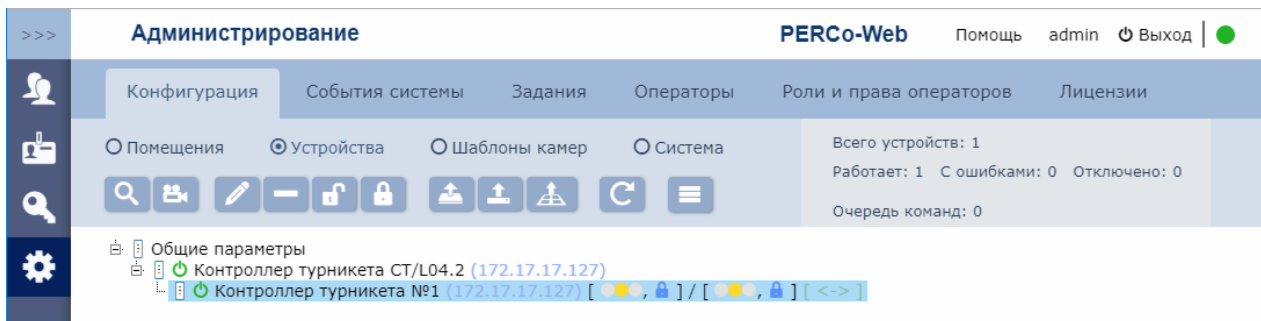 >>> Администрирование PERCo-Web Помощь admin Выход
Конфигурация События системы Задания Операторы Роли и права операторов Лицензии
Помещения Устройства Шаблоны камер Система
Всего устройств: 1
Работает: 1 С ошибками: 0 Отключено: 0
Очередь команд: 0
Общие параметры
Контроллер турникета CT/L04.2 (172.17.17.127)
Контроллер турникета №1 (172.17.17.127) [ , ] / [ , ] [ <-> ]